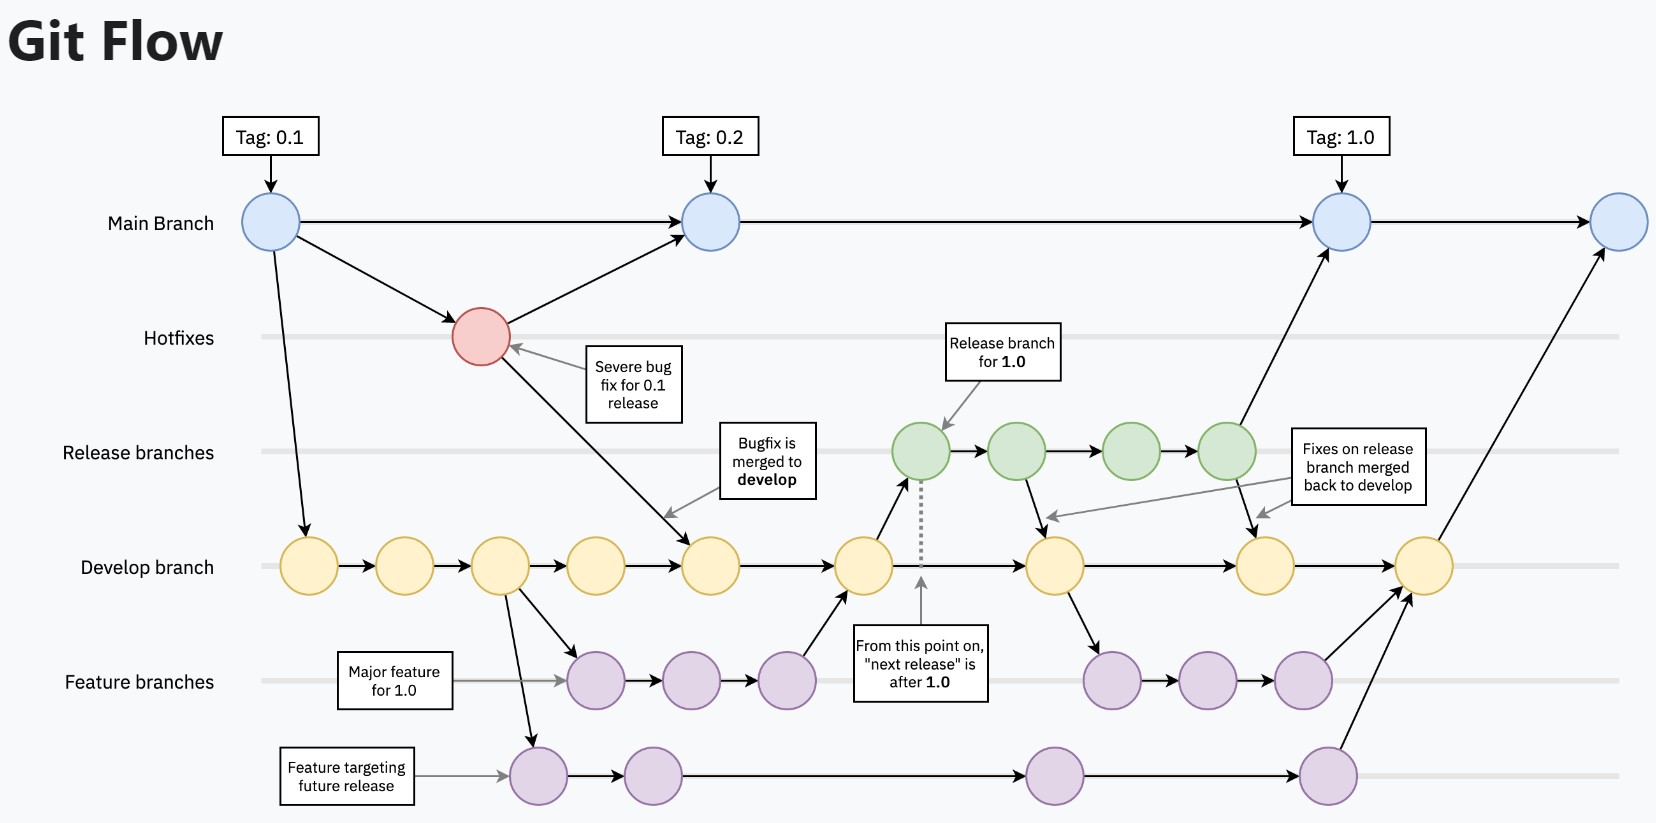 Git Flow
Tag: 0.1
Tag: 0.2
Tag: 1.0
Main Branch
Hotfixes
Severe bug
fix for 0.1
release
Release branch
for 1.0
Release branches
Bugfix is
merged to
develop
Fixes on release
branch merged
back to develop
Develop branch
From this point on,
"next release" is
after 1.0
Feature branches
Major feature
for 1.0
Feature targeting
future release